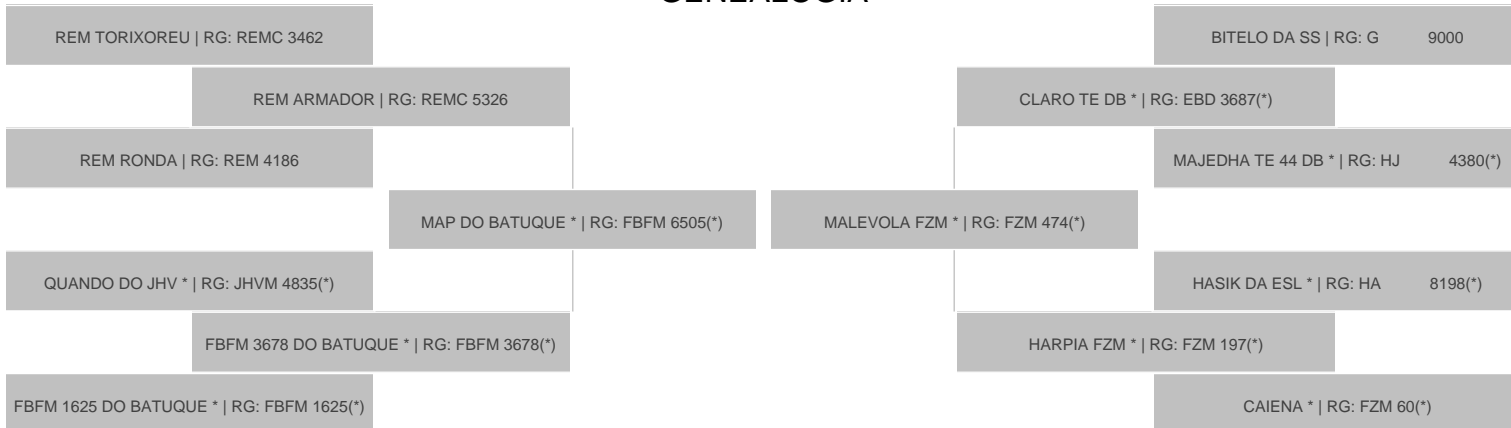 GENEALOGIA
REM TORIXOREU | RG: REMC 3462
BITELO DA SS | RG: G 9000
REM ARMADOR | RG: REMC 5326
CLARO TE DB * | RG: EBD 3687(*)
REM RONDA | RG: REM 4186
MAJEDHA TE 44 DB * | RG: HJ 4380(*)
MAP DO BATUQUE * | RG: FBFM 6505(*)
MALEVOLA FZM * | RG: FZM 474(*)
QUANDO DO JHV * | RG: JHVM 4835(*)
HASIK DA ESL * | RG: HA 8198(*)
FBFM 3678 DO BATUQUE * | RG: FBFM 3678(*)
HARPIA FZM * | RG: FZM 197(*)
FBFM 1625 DO BATUQUE * | RG: FBFM 1625(*)
CAIENA * | RG: FZM 60(*)